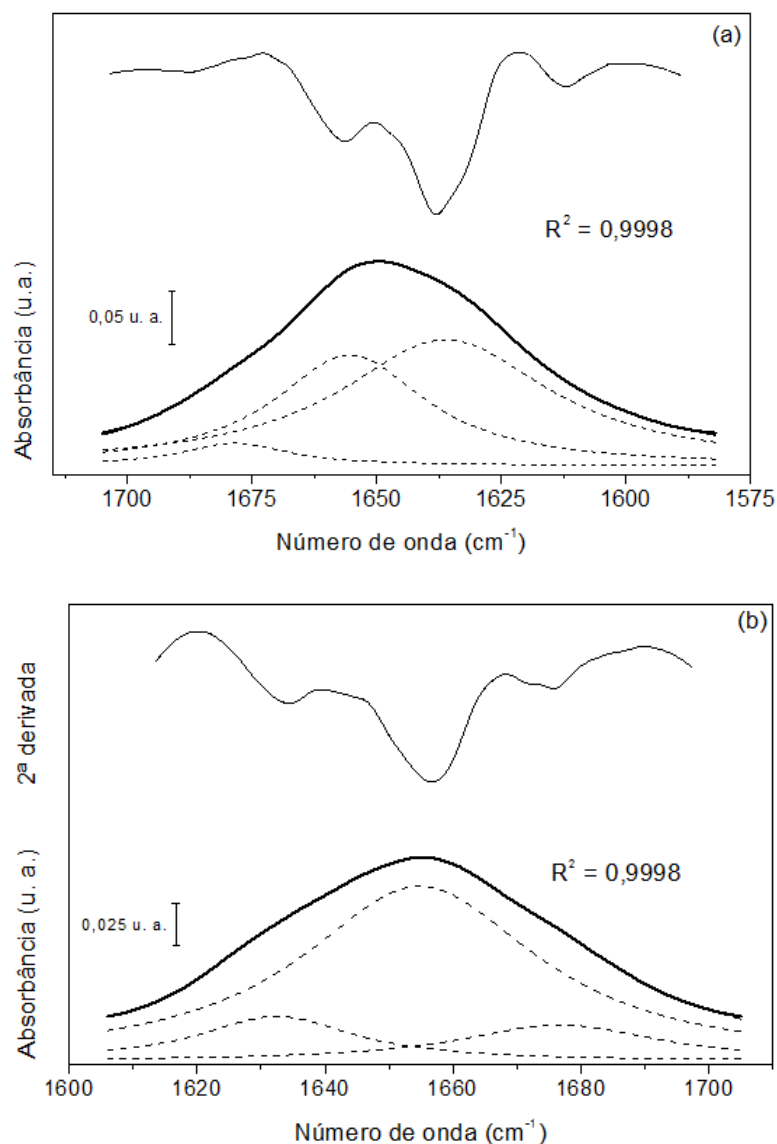 (a)
R² = 0,9998
Absorbância (u.a.)
0,05 u. a.
1700 1675 1650 1625 1600 1575
Número de onda (cm⁻¹)
(b)
2ª derivada
R² = 0,9998
Absorbância (u. a.)
0,025 u. a.
1600 1620 1640 1660 1680 1700
Número de onda (cm⁻¹)